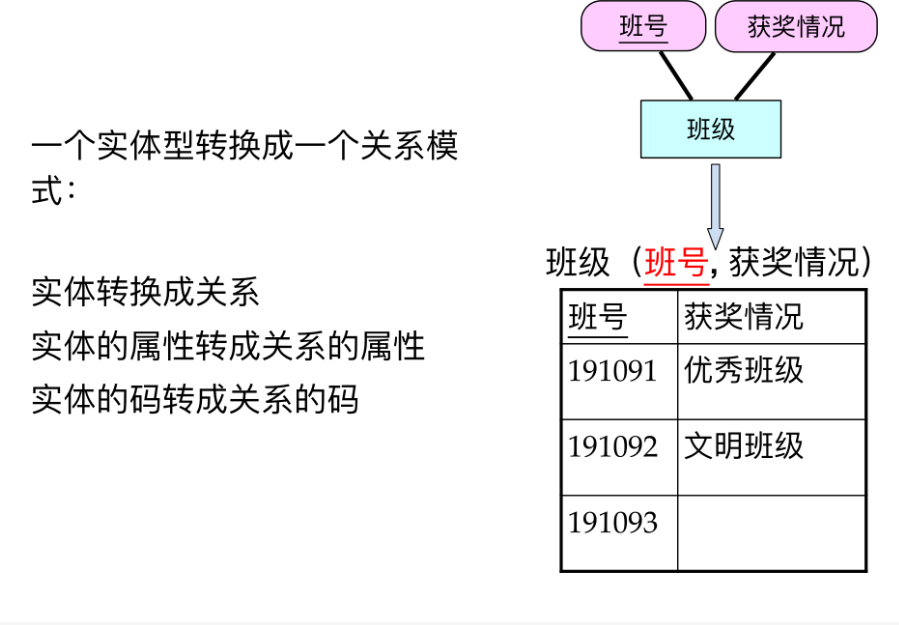 班号 获奖情况
班级
一个实体型转换成一个关系模
式：
实体转换成关系
实体的属性转成关系的属性
实体的码转成关系的码
班级（班号, 获奖情况）
班号 获奖情况
191091 优秀班级
191092 文明班级
191093